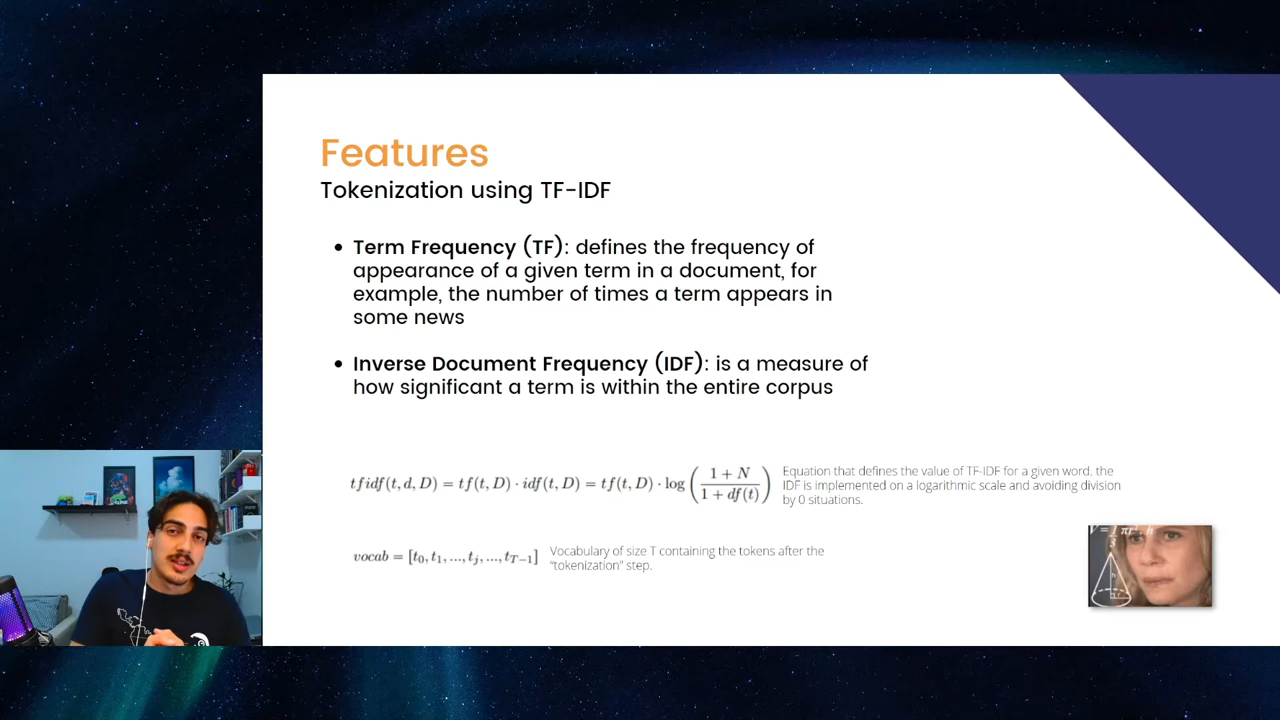 Features
Tokenization using TF-IDF
• Term Frequency (TF): defines the frequency of
appearance of a given term in a document, for
example, the number of times a term appears in
some news
• Inverse Document Frequency (IDF): is a measure of
how significant a term is within the entire corpus
tfidf(t, d, D) = tf(t, D) · idf(t, D) = tf(t, D) · log((1 + N)/(1 + df(t)))
Equation that defines the value of TF-IDF for a given word. the
IDF is implemented on a logarithmic scale and avoiding division
by 0 situations.
vocab = [t₀, t₁, ..., tⱼ, ..., t_T−1]
Vocabulary of size T containing the tokens after the
“tokenization” step.